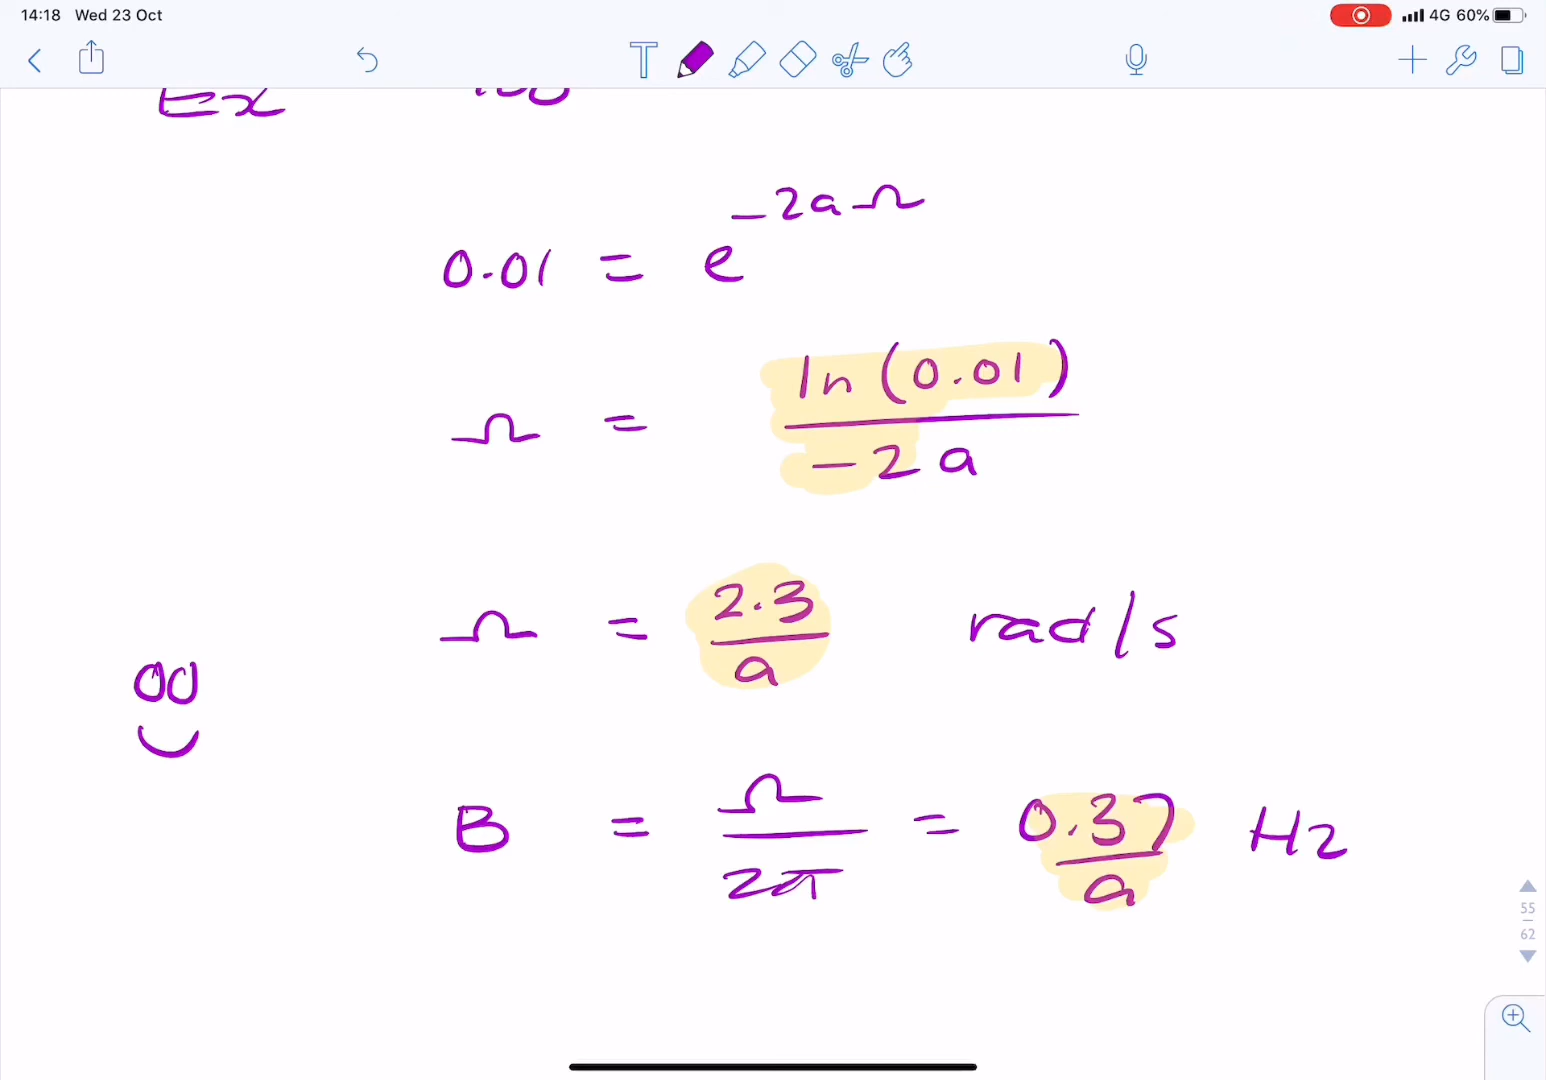 14:18 Wed 23 Oct 4G 60%
T
Ex
0.01 = e^{-2aΩ}
Ω = ln(0.01) / -2a
Ω = 2.3 / a rad/s
B = Ω / 2π = 0.37 / a Hz
55
62